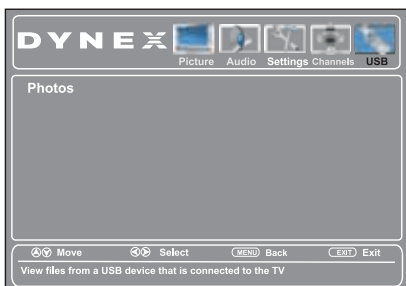 DYNEX
Picture Audio Settings Channels USB
Photos
Move Select MENU Back EXIT Exit
View files from a USB device that is connected to the TV